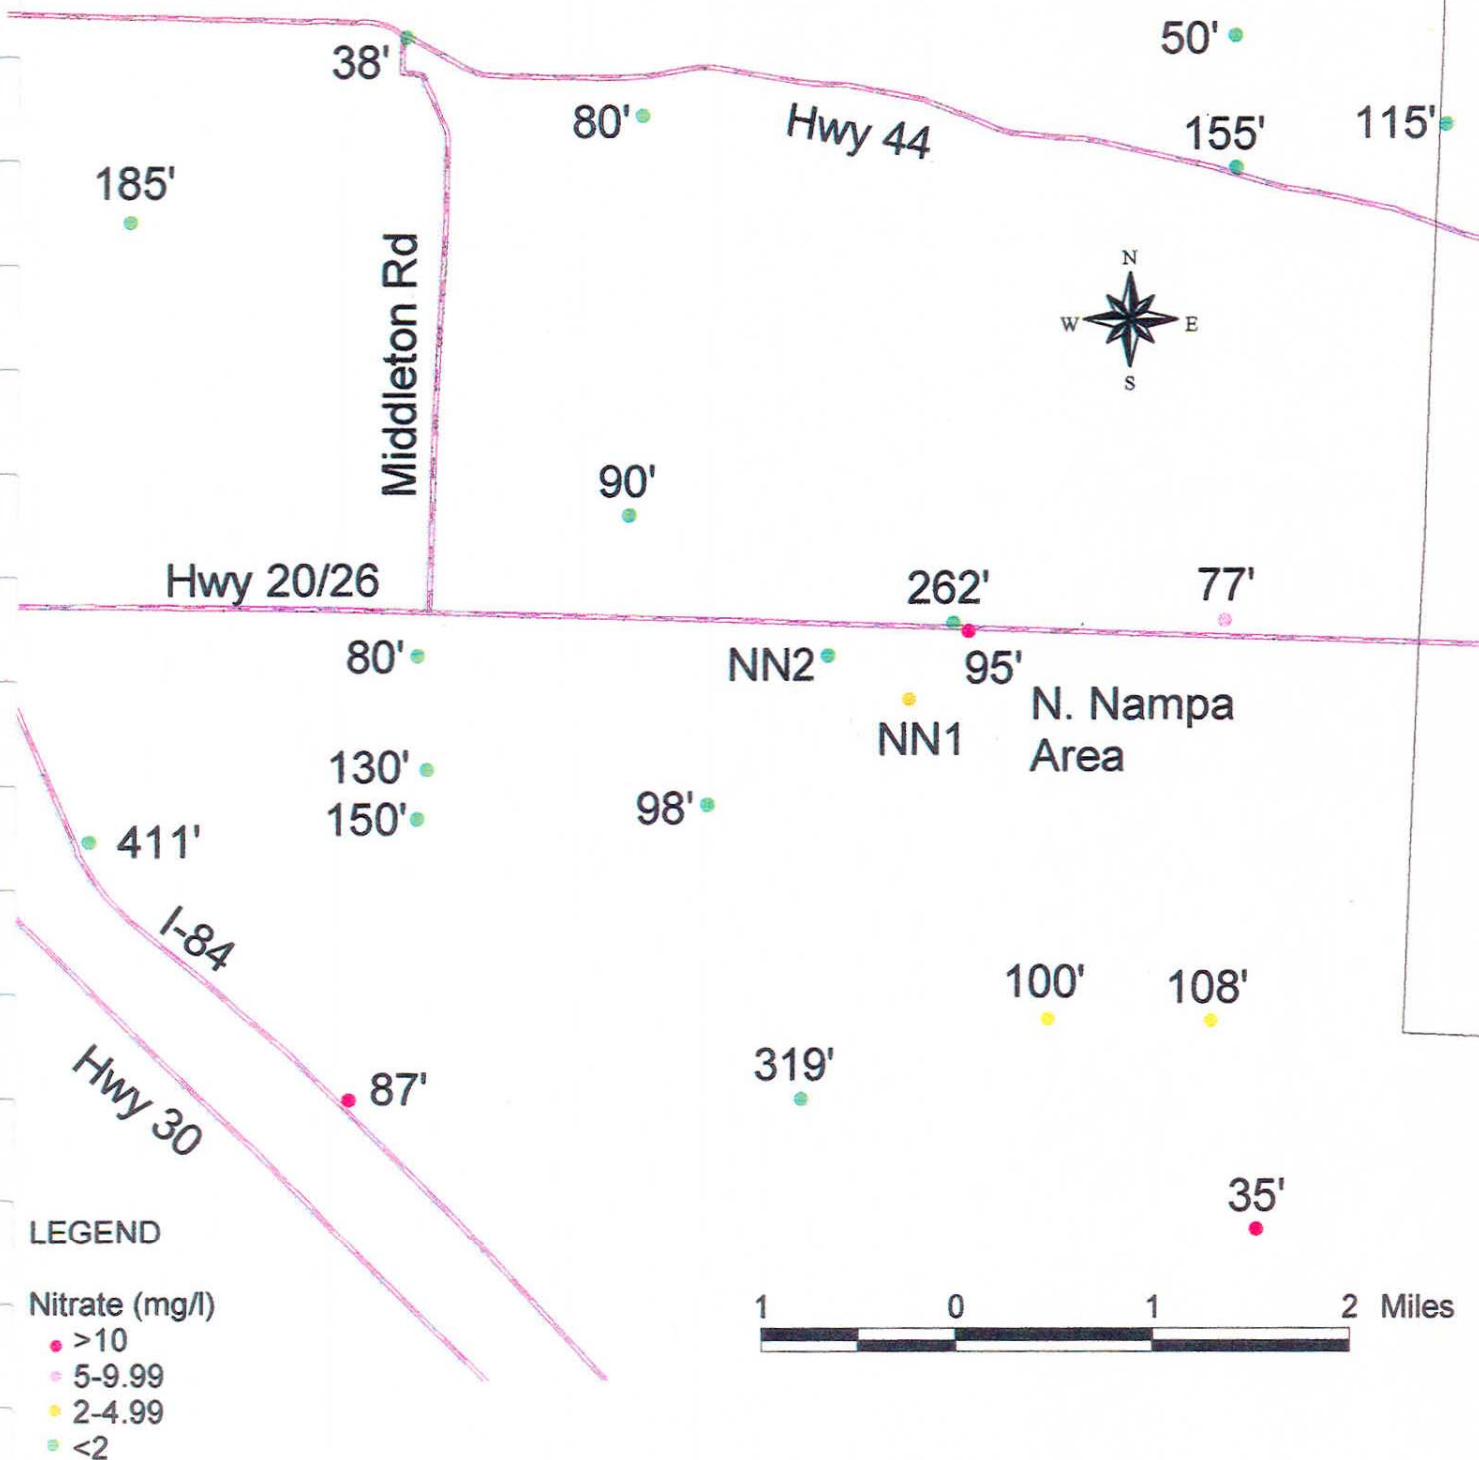 50'
38'
80'
Hwy 44
155'
115'
185'
Middleton Rd
N
W
E
S
90'
Hwy 20/26
262'
77'
80'
NN2
95'
N. Nampa
Area
NN1
130'
150'
98'
411'
I-84
100'
108'
319'
87'
Hwy 30
35'
LEGEND
Nitrate (mg/l)
>10
5-9.99
2-4.99
<2
1 0 1 2 Miles